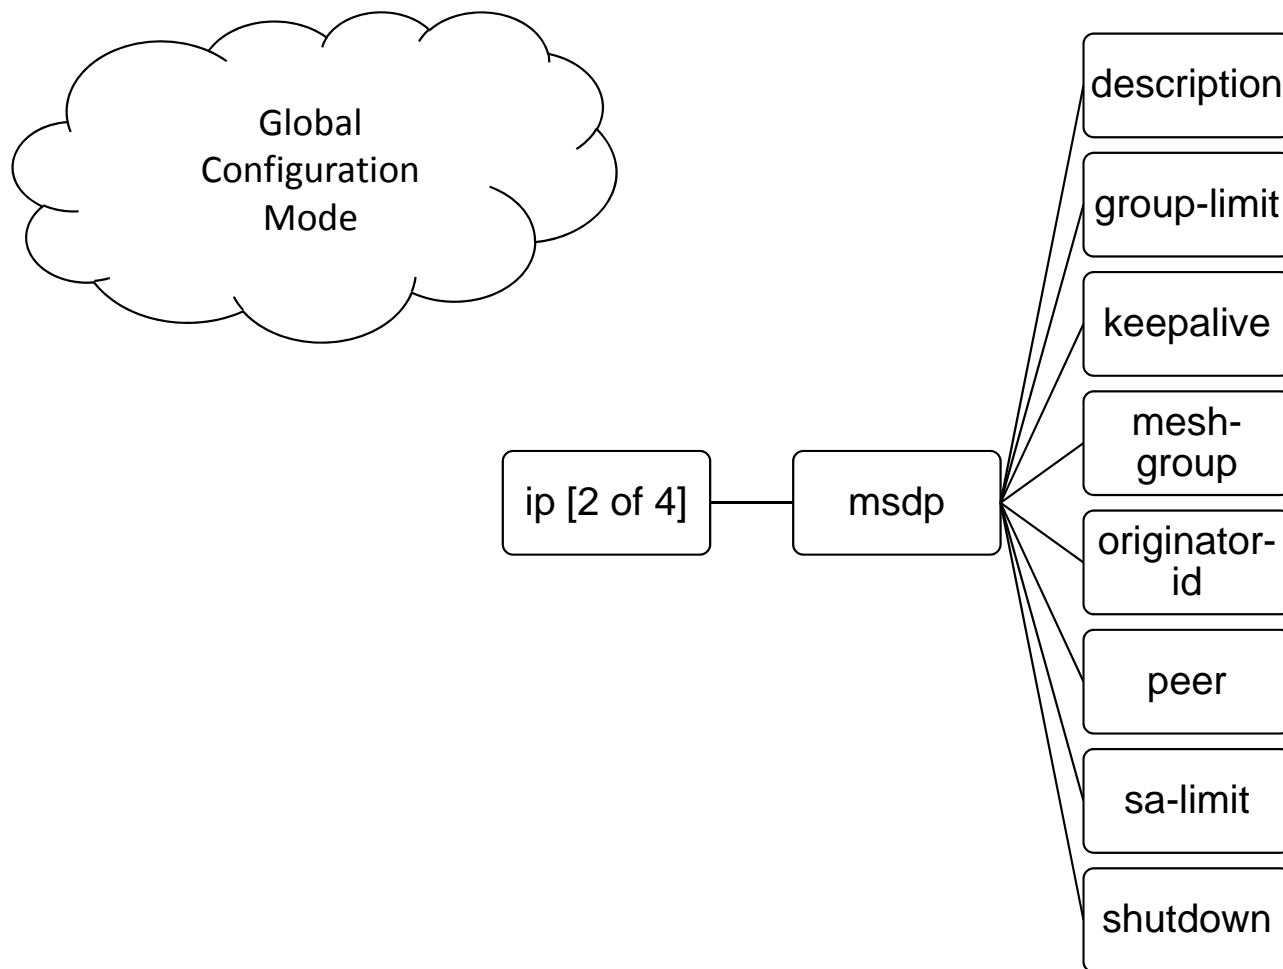 Global
Configuration
Mode
ip [2 of 4]
msdp
description
group-limit
keepalive
mesh-
group
originator-
id
peer
sa-limit
shutdown